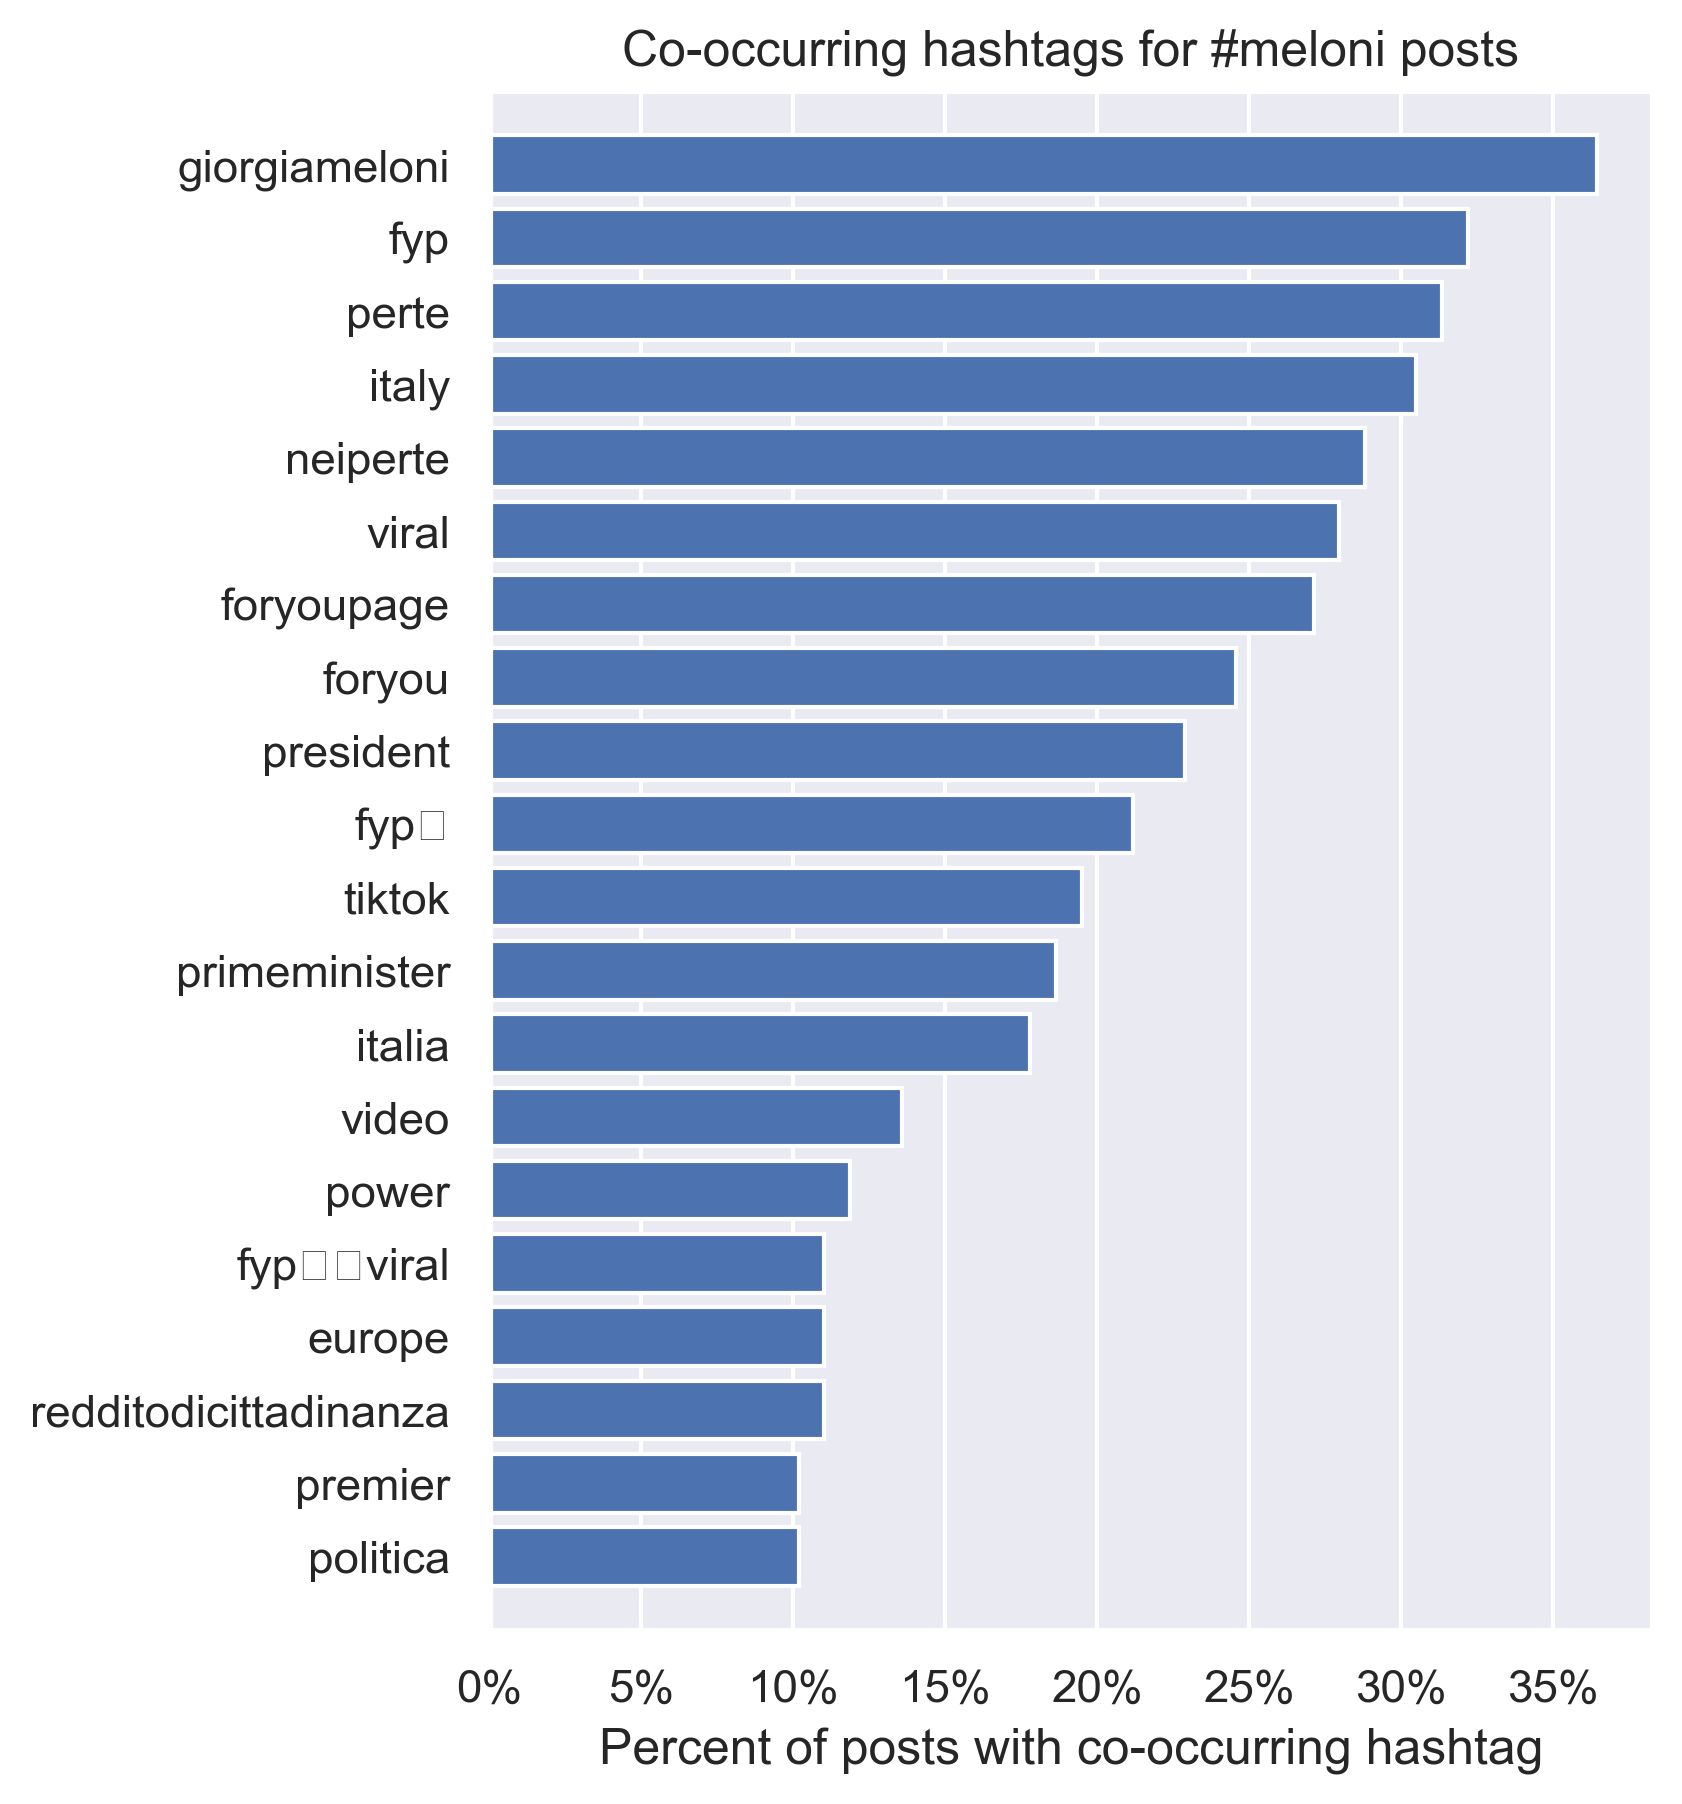 Co-occurring hashtags for #meloni posts
giorgiameloni
fyp
perte
italy
neiperte
viral
foryoupage
foryou
president
fyp□
tiktok
primeminister
italia
video
power
fyp□□viral
europe
redditodicittadinanza
premier
politica
0% 5% 10% 15% 20% 25% 30% 35%
Percent of posts with co-occurring hashtag